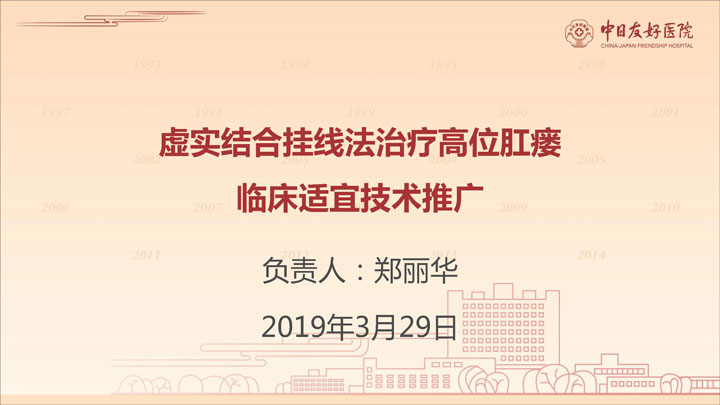 中日友好医院
CHINA-JAPAN FRIENDSHIP HOSPITAL
1993 1994 1995 1996
1997 1998 1999 2000 2001
虚实结合挂线法治疗高位肛瘘
2002 2005
临床适宜技术推广
2006 2007 2009 2010
2011 2012 2013 2014
负责人：郑丽华
2019年3月29日